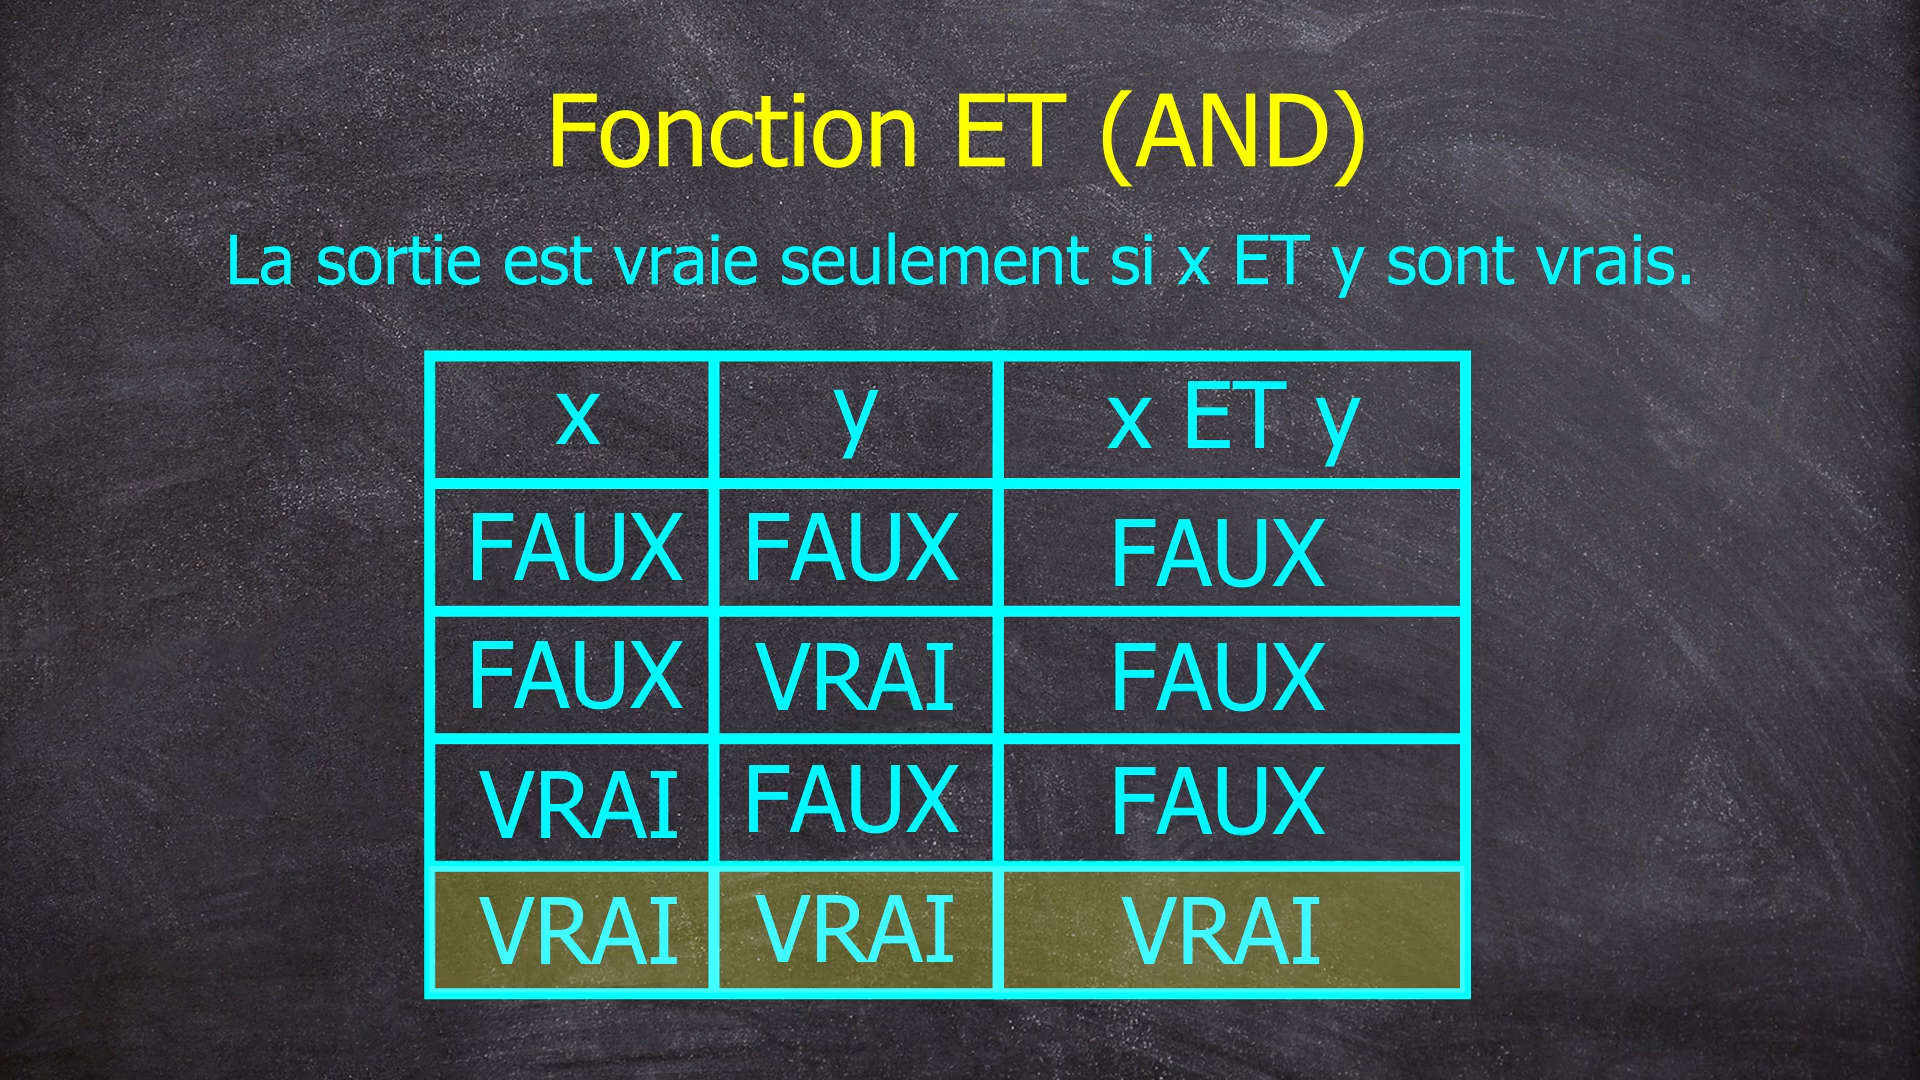 Fonction ET (AND)
La sortie est vraie seulement si x ET y sont vrais.
x y x ET y
FAUX FAUX FAUX
FAUX VRAI FAUX
VRAI FAUX FAUX
VRAI VRAI VRAI